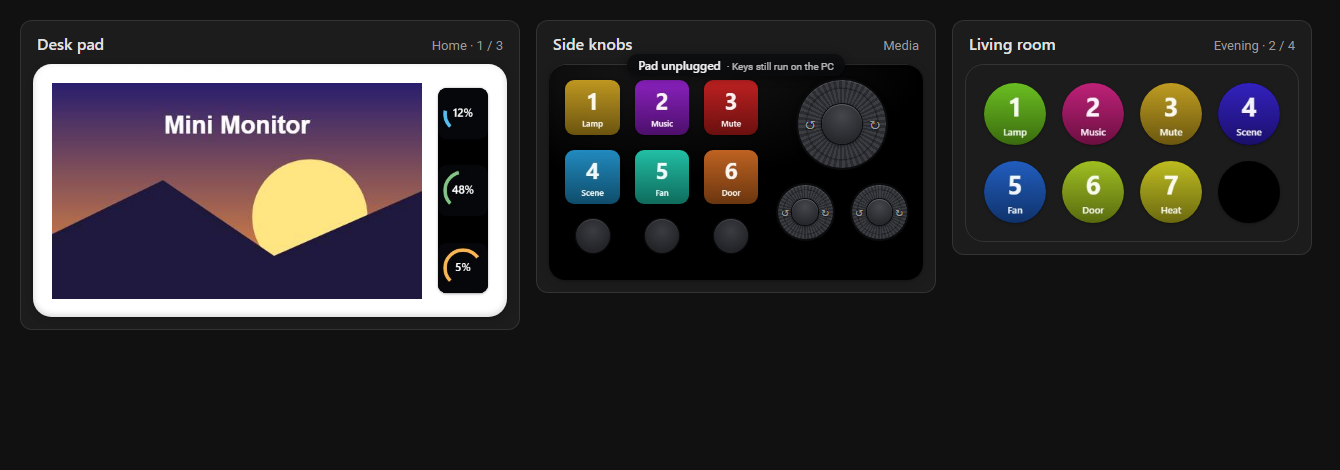 Desk pad
Home · 1 / 3
Mini Monitor
12%
48%
5%
Side knobs
Media
Pad unplugged · Keys still run on the PC
1 2 3
Lamp Music Mute
4 5 6
Scene Fan Door
Living room
Evening · 2 / 4
1 2 3 4
Lamp Music Mute Scene
5 6 7
Fan Door Heat